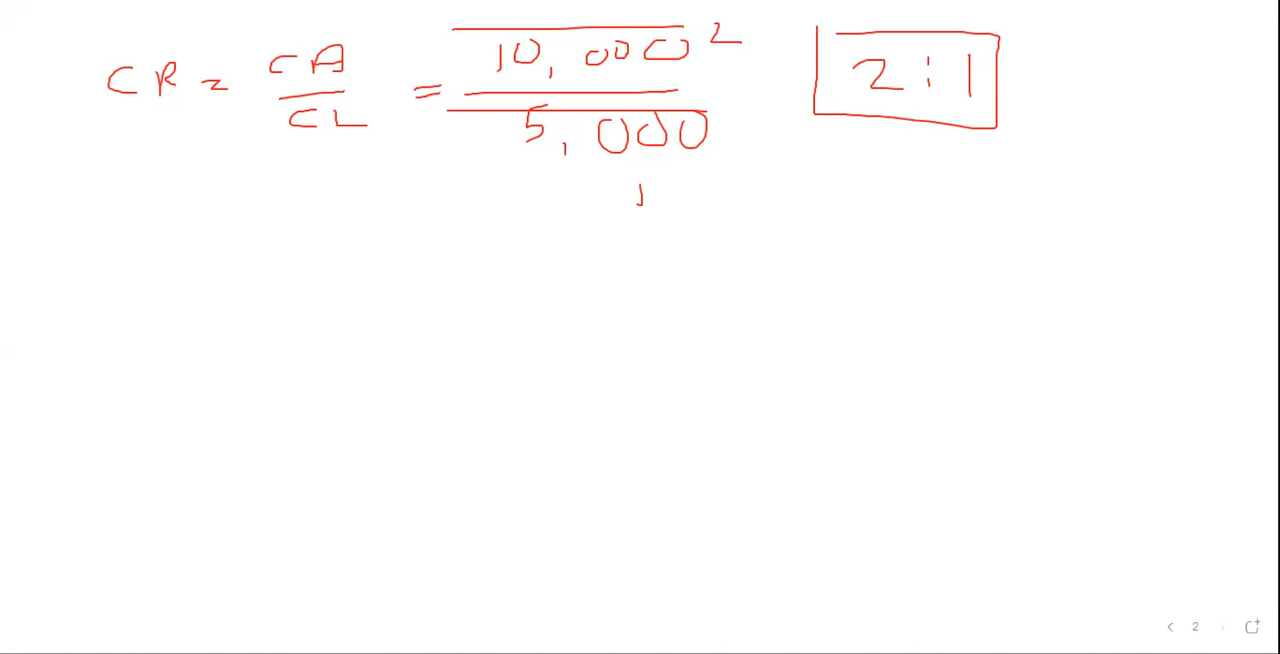 CR = CA/CL = 10,000/5,000 2 2:1
1
2